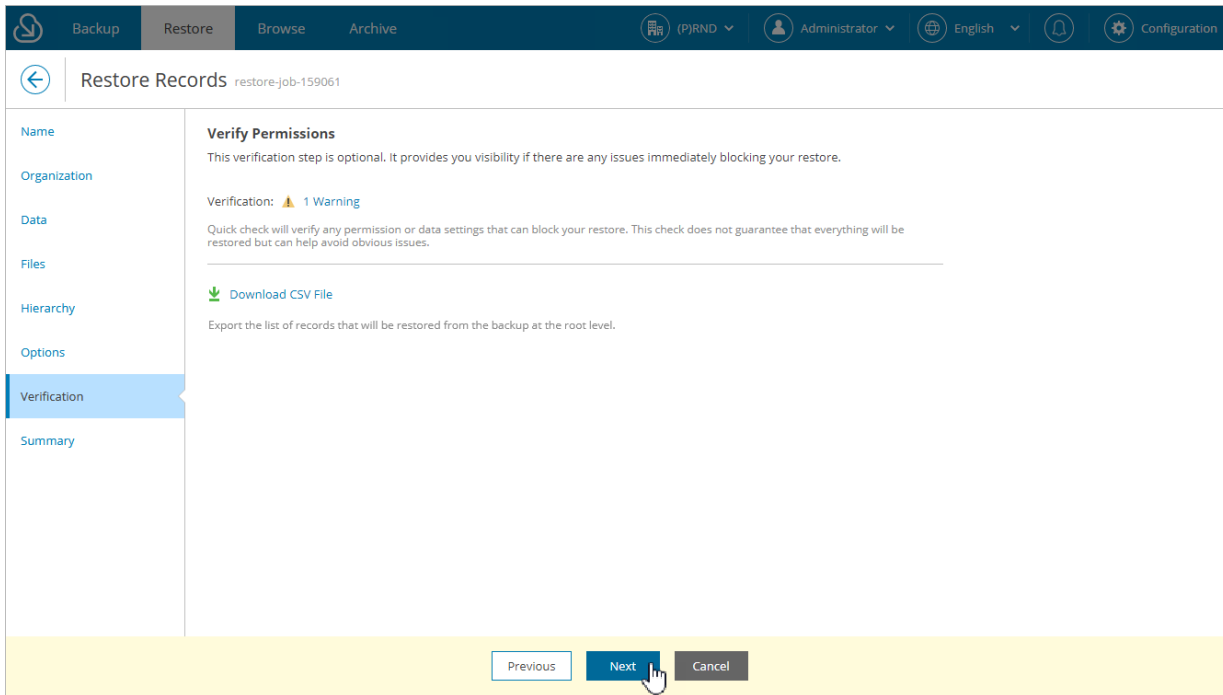 Backup Restore Browse Archive (P)RND Administrator English Configuration
Restore Records restore-job-159061
Name
Organization
Data
Files
Hierarchy
Options
Verification
Summary
Verify Permissions
This verification step is optional. It provides you visibility if there are any issues immediately blocking your restore.
Verification: 1 Warning
Quick check will verify any permission or data settings that can block your restore. This check does not guarantee that everything will be
restored but can help avoid obvious issues.
Download CSV File
Export the list of records that will be restored from the backup at the root level.
Previous Next Cancel